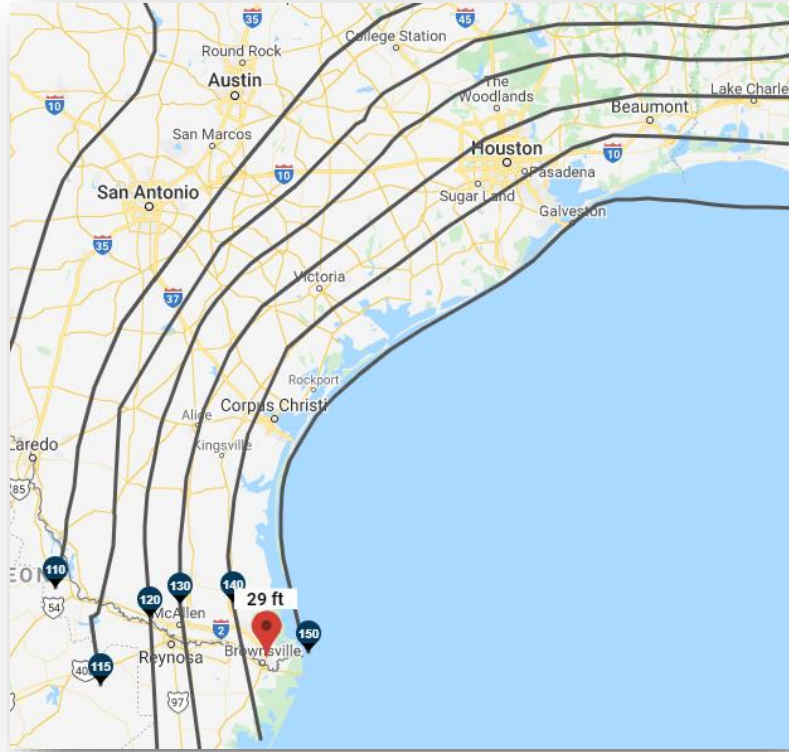 35
45
College Station
Round Rock
Austin
The
Woodlands
Lake Charle
10
Beaumont
San Marcos
Houston
10
10
Pasadena
San Antonio
Sugar Land
Galveston
35
37
Victoria
Rockport
Corpus Christi
Alice
Kingsville
Laredo
85
110
EON
54
120
130
140
29 ft
McAllen
2
150
Reynosa
Brownsville
40
115
97